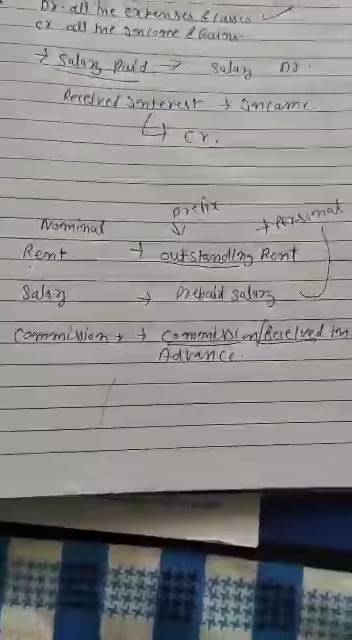 Dr. all the expenses & losses ✓
Cr all the Income & Gains
→ Salary Paid → Salary Dr.
Received Interest → Income
↳ Cr.
prefix → Personal
Nominal ↓
Rent → Outstanding Rent
Salary → Prepaid Salary
Commission → → Commission/Received In
Advance.